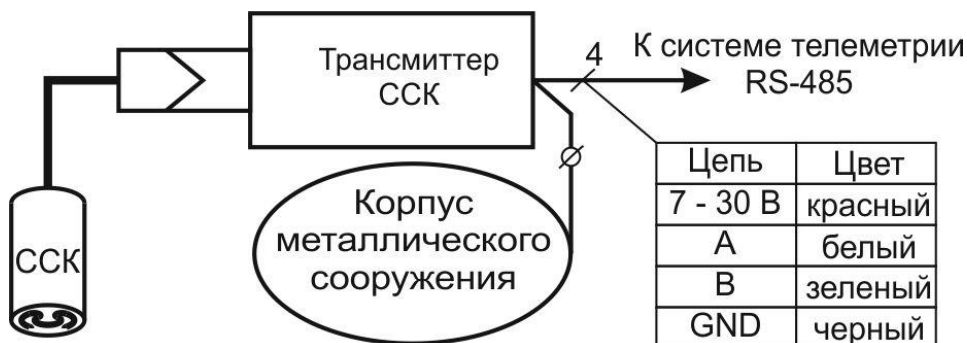 Трансмиттер
ССК
4
К системе телеметрии
RS-485
Корпус
металлического
сооружения
ССК
Цепь Цвет
7 - 30 В красный
A белый
B зеленый
GND черный